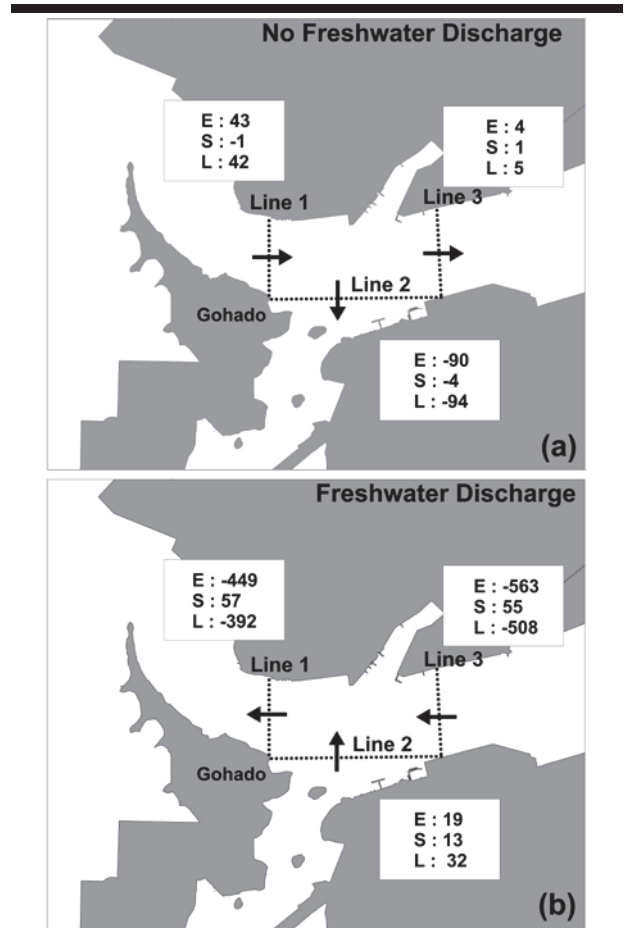 No Freshwater Discharge
E : 43
S : -1
L : 42
E : 4
S : 1
L : 5
Line 1
Line 3
Line 2
Gohado
E : -90
S : -4
L : -94
(a)
Freshwater Discharge
E : -449
S : 57
L : -392
E : -563
S : 55
L : -508
Line 1
Line 3
Line 2
Gohado
E : 19
S : 13
L : 32
(b)